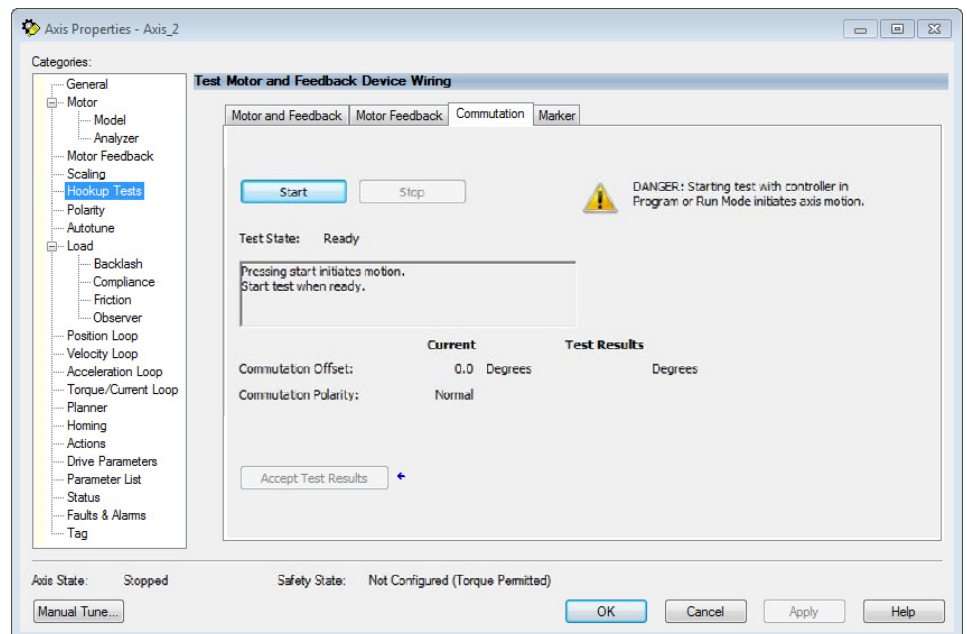 Axis Properties - Axis_2
Categories:
General
Motor
Model
Analyzer
Motor Feedback
Scaling
Hookup Tests
Polarity
Autotune
Load
Backlash
Compliance
Friction
Observer
Position Loop
Velocity Loop
Acceleration Loop
Torque/Current Loop
Planner
Homing
Actions
Drive Parameters
Parameter List
Status
Faults & Alarms
Tag
Test Motor and Feedback Device Wiring
Motor and Feedback Motor Feedback Commutation Marker
Start Stop
DANGER: Starting test with controller in
Program or Run Mode initiates axis motion.
Test State: Ready
Pressing start initiates motion.
Start test when ready.
Current Test Results
Commutation Offset: 0.0 Degrees Degrees
Commutation Polarity: Normal
Accept Test Results
Axis State: Stopped Safety State: Not Configured (Torque Permitted)
Manual Tune... OK Cancel Apply Help